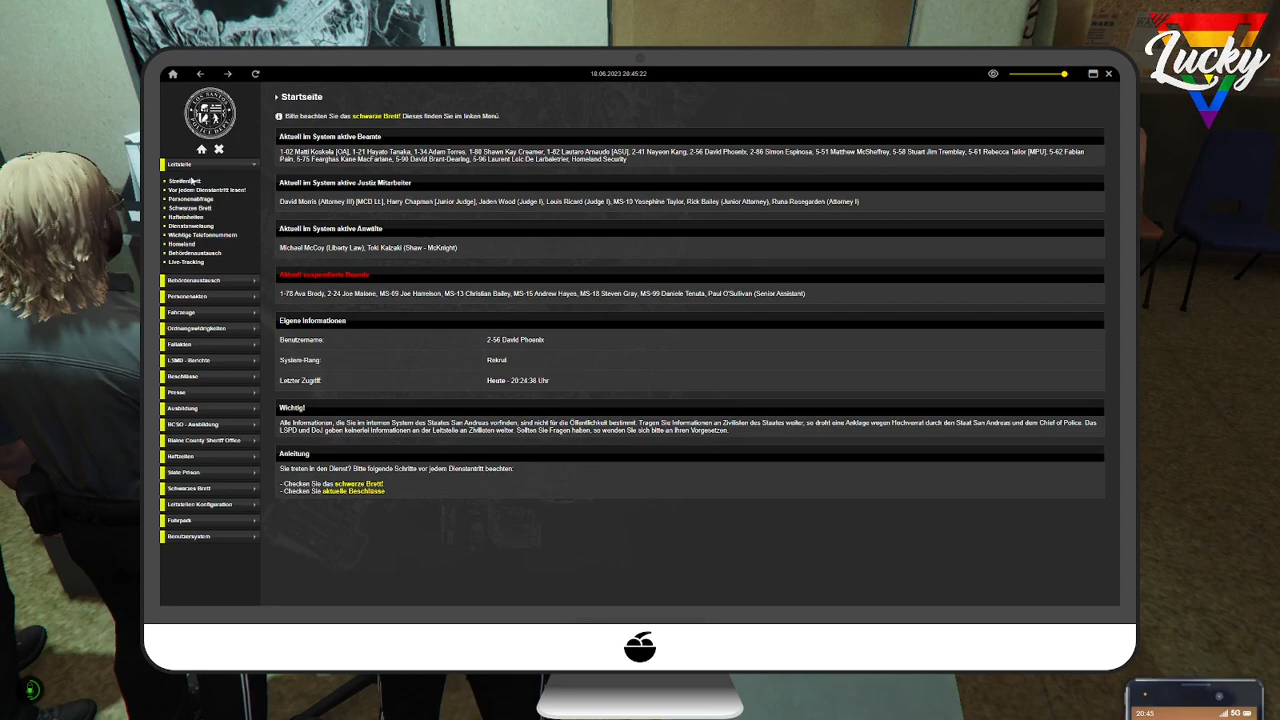 18.06.2023 20:45:22
Lucky
LOS SANTOS
Startseite
Bitte beachten Sie das schwarze Brett! Dieses finden Sie im linken Menü.
Leitstelle
Vor jedem Dienstantritt lesen!
Personenabfrage
Schwarzes Brett
Hafteinheiten
Dienstanweisung
Wichtige Telefonnummern
Homeland
Behördenaustausch
Live-Tracking
Behördenaustausch
Personenakten
Fahrzeuge
Ordnungswidrigkeiten
Fallakten
LSMD - Berichte
Beschlüsse
Presse
Ausbildung
BCSO - Ausbildung
Blaine County Sheriff Office
Haftzellen
State Prison
Schwarzes Brett
Leitstellen Konfiguration
Fuhrpark
Benutzersystem
Aktuell im System aktive Beamte
1-02 Matti Koskela [OA], 1-21 Hayato Tanaka, 1-34 Adam Torres, 1-88 Shawn Kay Creamer, 1-82 Lautaro Arnaudo [ASU], 2-41 Nayeon Kang, 2-56 David Phoenix, 2-86 Simon Espinosa, 5-51 Matthew McSheffrey, 5-58 Stuart Jim Tremblay, 5-61 Rebecca Tailor [MPU], 5-62 Fabian
Pain, 5-75 Fearghas Kane MacFarlane, 5-90 David Brant-Dearing, 5-96 Laurent Loic De Larbaletrier, Homeland Security
Aktuell im System aktive Justiz Mitarbeiter
David Morris (Attorney III) [MCD Lt.], Harry Chapman (Junior Judge), Jaden Wood (Judge I), Louis Ricard (Judge I), MS-10 Yosephine Taylor, Rick Bailey (Junior Attorney), Runa Rosegarden (Attorney I)
Aktuell im System aktive Anwälte
Michael McCoy (Liberty Law), Toki Kaizaki (Shaw - McKnight)
Aktuell suspendierte Beamte
1-78 Ava Brody, 2-24 Joe Malone, MS-09 Joe Harrelson, MS-13 Christian Bailey, MS-15 Andrew Hayes, MS-18 Steven Gray, MS-99 Daniele Tenuta, Paul O'Sullivan (Senior Assistant)
Eigene Informationen
Benutzername: 2-56 David Phoenix
System-Rang: Rekrut
Letzter Zugriff: Heute - 20:24:38 Uhr
Wichtig!
Alle Informationen, die Sie im internen System des Staates San Andreas vorfinden, sind nicht für die Öffentlichkeit bestimmt. Tragen Sie Informationen an Zivilisten des Staates weiter, so droht eine Anklage wegen Hochverrat durch den Staat San Andreas und dem Chief of Police. Das
LSPD und DoJ geben keinerlei Informationen an der Leitstelle an Zivilisten weiter. Sollten Sie Fragen haben, so wenden Sie sich bitte an Ihren Vorgesetzen.
Anleitung
Sie treten in den Dienst? Bitte folgende Schritte vor jedem Dienstantritt beachten:
- Checken Sie das schwarze Brett!
- Checken Sie aktuelle Beschlüsse
20:45 5G